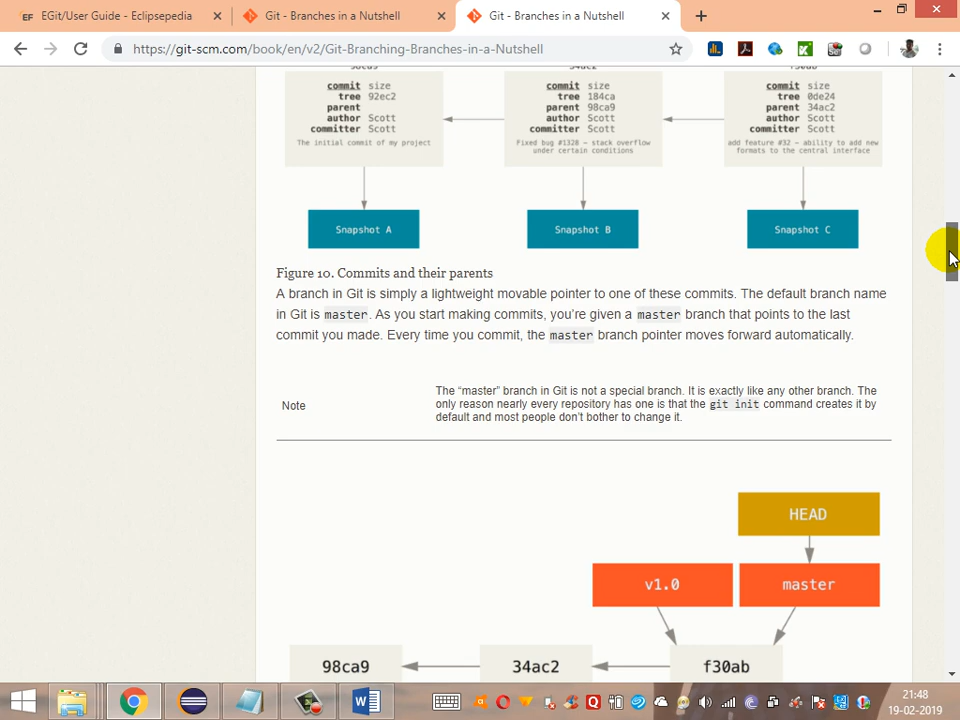 EGit/User Guide - Eclipsepedia
Git - Branches in a Nutshell
Git - Branches in a Nutshell
https://git-scm.com/book/en/v2/Git-Branching-Branches-in-a-Nutshell
98ca9 34ac2 f30ab
commit size
tree 92ec2
parent
author Scott
committer Scott
The initial commit of my project
commit size
tree 184ca
parent 98ca9
author Scott
committer Scott
Fixed bug #1328 – stack overflow
under certain conditions
commit size
tree 0de24
parent 34ac2
author Scott
committer Scott
add feature #32 – ability to add new
formats to the central interface
Snapshot A Snapshot B Snapshot C
Figure 10. Commits and their parents
A branch in Git is simply a lightweight movable pointer to one of these commits. The default branch name
in Git is master. As you start making commits, you’re given a master branch that points to the last
commit you made. Every time you commit, the master branch pointer moves forward automatically.
Note
The “master” branch in Git is not a special branch. It is exactly like any other branch. The
only reason nearly every repository has one is that the git init command creates it by
default and most people don’t bother to change it.
HEAD
v1.0 master
98ca9 34ac2 f30ab
21:48
19-02-2019